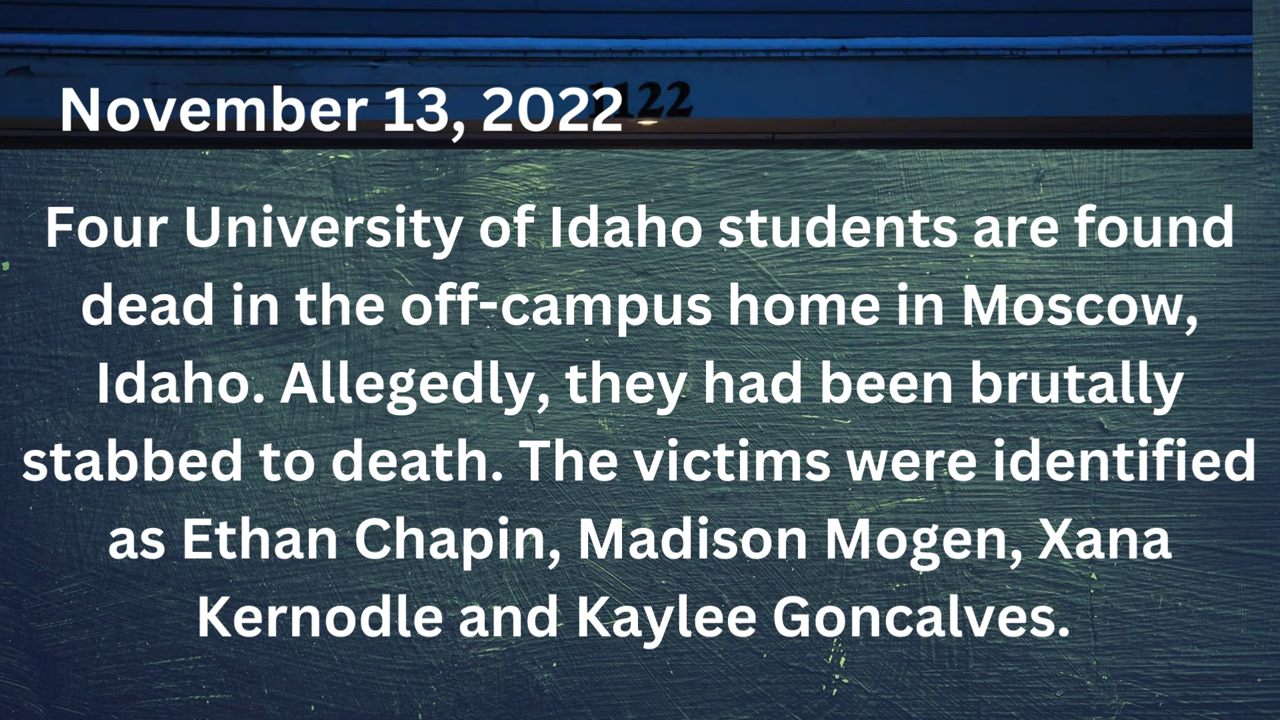 November 13, 2022
1122
Four University of Idaho students are found
dead in the off-campus home in Moscow,
Idaho. Allegedly, they had been brutally
stabbed to death. The victims were identified
as Ethan Chapin, Madison Mogen, Xana
Kernodle and Kaylee Goncalves.